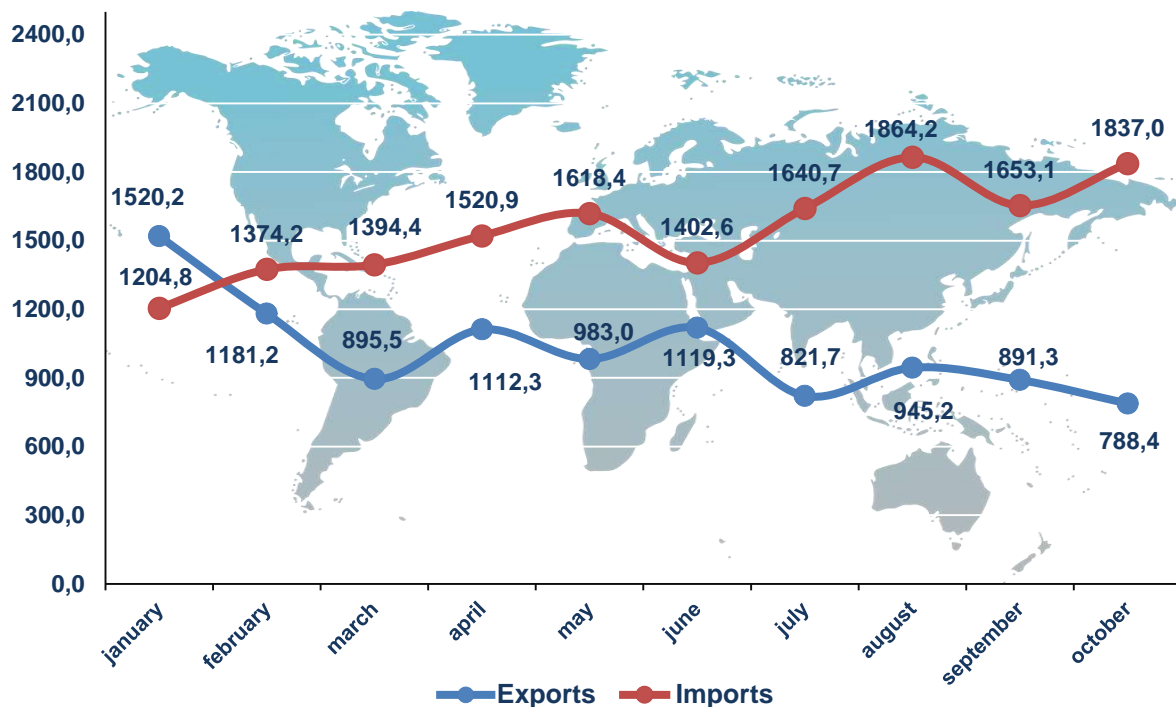 2400,0
2100,0
1800,0
1500,0
1200,0
900,0
600,0
300,0
0,0
1520,2
1204,8
1374,2
1181,2
1394,4
895,5
1520,9
1112,3
1618,4
983,0
1402,6
1119,3
1640,7
821,7
1864,2
945,2
1653,1
891,3
1837,0
788,4
january
february
march
april
may
june
july
august
september
october
Exports Imports